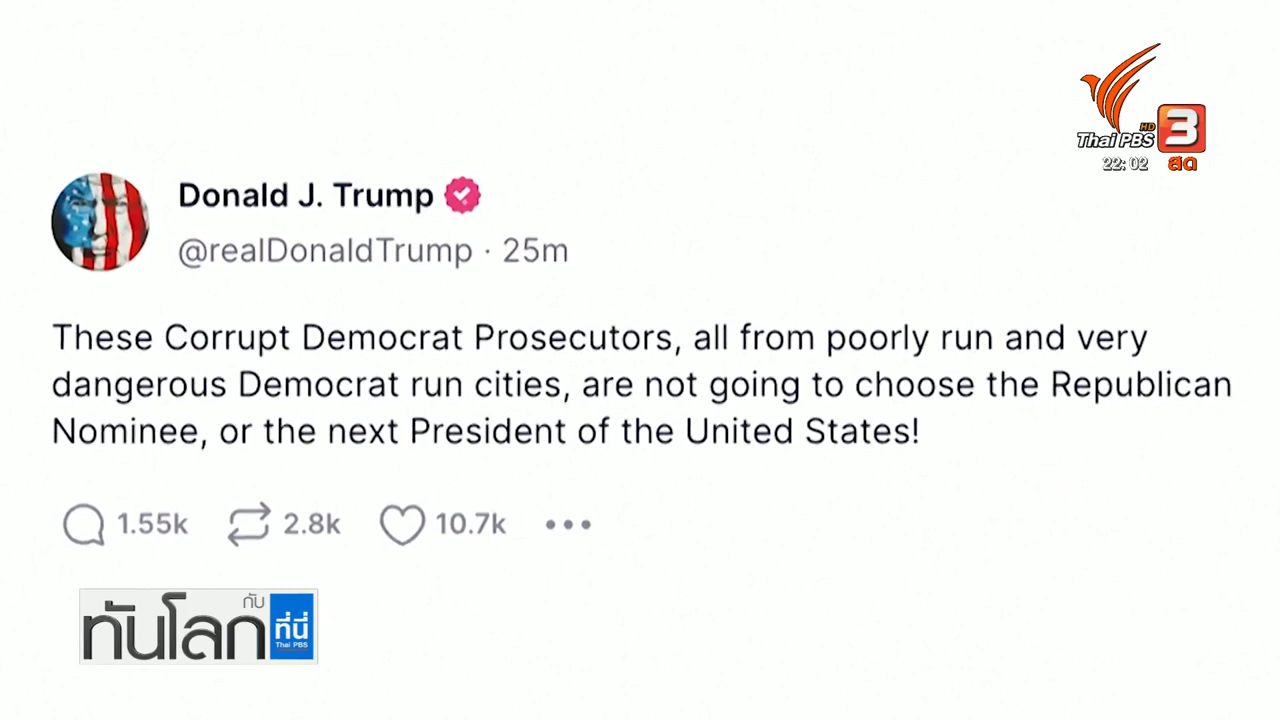 HD
Thai PBS 3
22:02 สด
Donald J. Trump
@realDonaldTrump · 25m
These Corrupt Democrat Prosecutors, all from poorly run and very
dangerous Democrat run cities, are not going to choose the Republican
Nominee, or the next President of the United States!
1.55k 2.8k 10.7k
ทันโลก กับ ที่นี่
Thai PBS